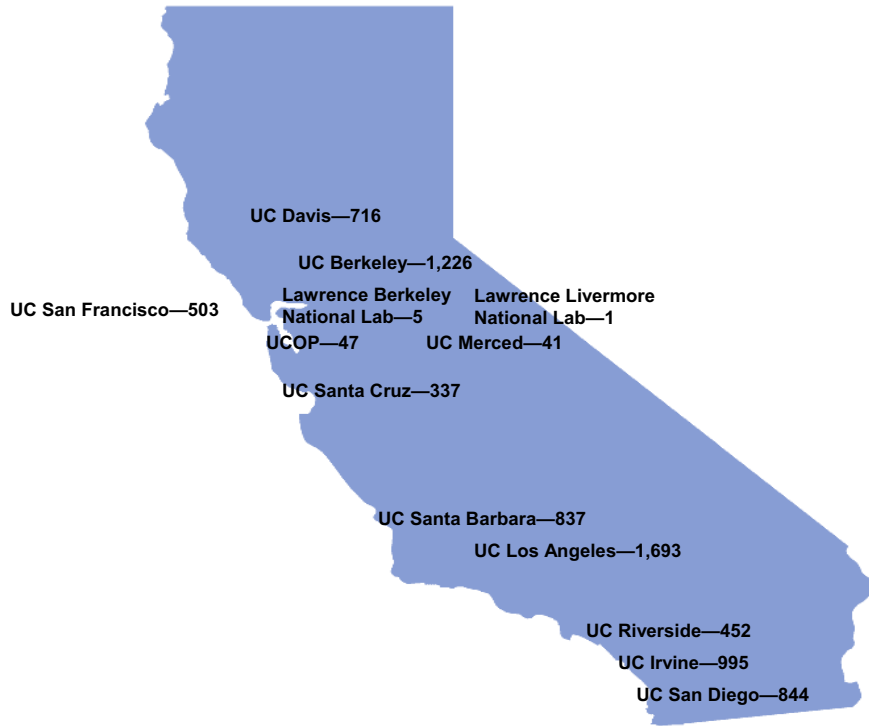 UC Davis—716
UC Berkeley—1,226
UC San Francisco—503
Lawrence Berkeley
National Lab—5
Lawrence Livermore
National Lab—1
UCOP—47
UC Merced—41
UC Santa Cruz—337
UC Santa Barbara—837
UC Los Angeles—1,693
UC Riverside—452
UC Irvine—995
UC San Diego—844